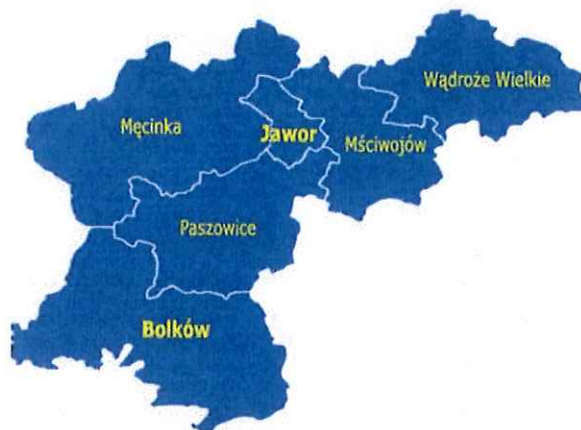 Wądroże Wielkie
Męcinka
Jawor
Mściwojów
Paszowice
Bolków